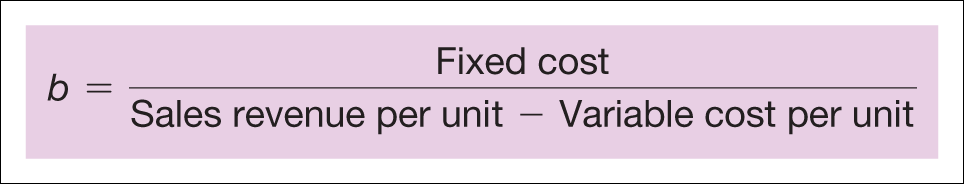 b = Fixed cost
Sales revenue per unit − Variable cost per unit